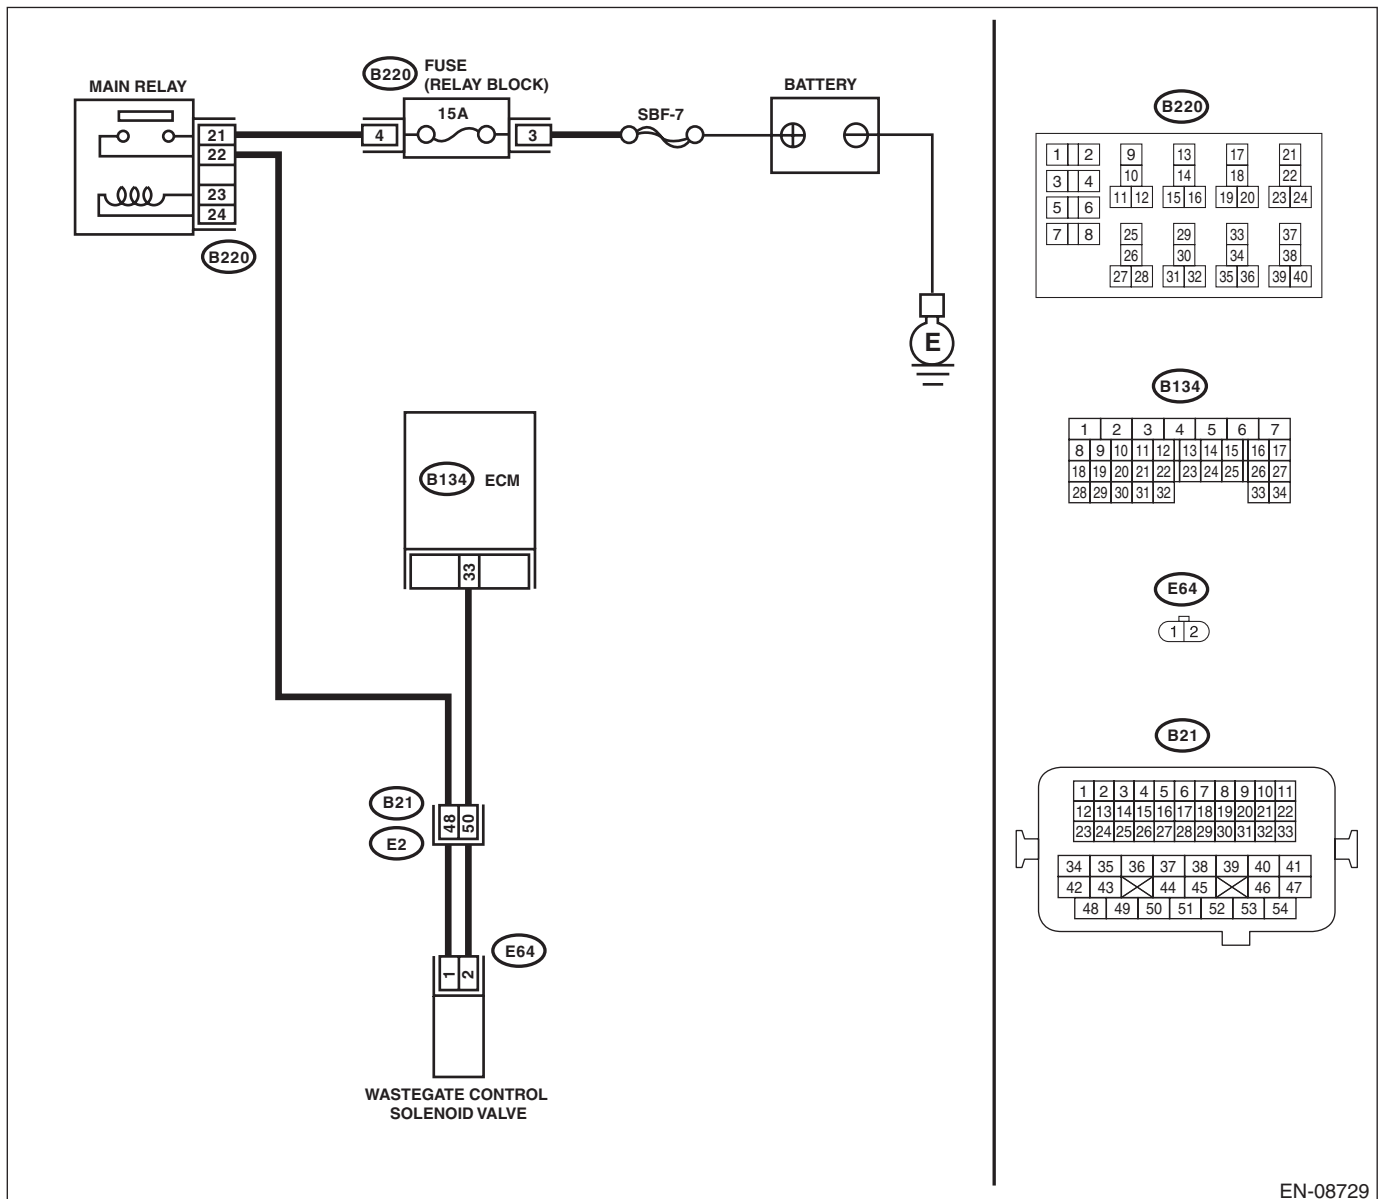 MAIN RELAY
B220
FUSE
(RELAY BLOCK)
15A
4
3
SBF-7
BATTERY
21
22
23
24
B220
E
B134
ECM
33
B21
E2
48
50
E64
1
2
WASTEGATE CONTROL
SOLENOID VALVE
B220
1 2 9 13 17 21
3 4 10 14 18 22
11 12 15 16 19 20 23 24
5 6
7 8 25 29 33 37
26 30 34 38
27 28 31 32 35 36 39 40
B134
1 2 3 4 5 6 7
8 9 10 11 12 13 14 15 16 17
18 19 20 21 22 23 24 25 26 27
28 29 30 31 32 33 34
E64
1 2
B21
1 2 3 4 5 6 7 8 9 10 11
12 13 14 15 16 17 18 19 20 21 22
23 24 25 26 27 28 29 30 31 32 33
34 35 36 37 38 39 40 41
42 43 44 45 46 47
48 49 50 51 52 53 54
EN-08729